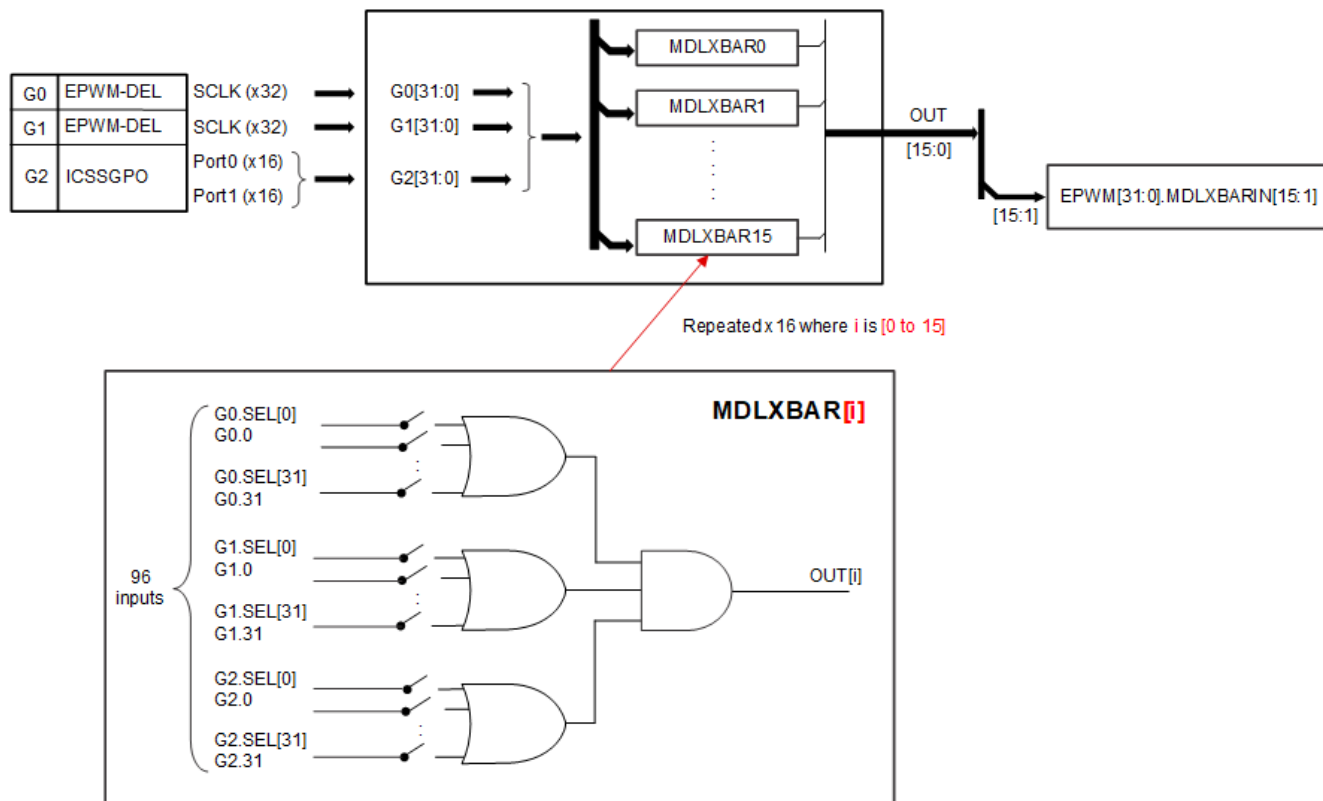 MDLXBAR0
G0 EPWM-DEL SCLK (x32) G0[31:0]
MDLXBAR1
G1 EPWM-DEL SCLK (x32) G1[31:0]
OUT
[15:0]
G2 ICSSGPO Port0 (x16)
Port1 (x16)
G2[31:0]
MDLXBAR15
[15:1]
EPWM[31:0].MDLXBARIN[15:1]
Repeated x 16 where i is [0 to 15]
MDLXBAR[i]
G0.SEL[0]
G0.0
G0.SEL[31]
G0.31
G1.SEL[0]
G1.0
G1.SEL[31]
G1.31
96
inputs
OUT[i]
G2.SEL[0]
G2.0
G2.SEL[31]
G2.31